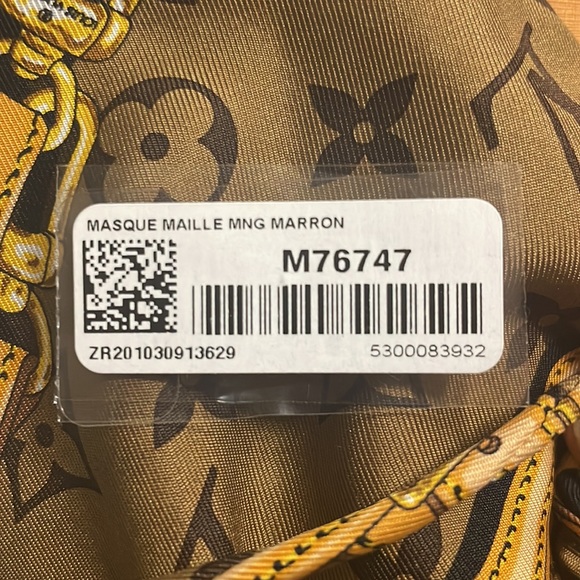 MASQUE MAILLE MNG MARRON
M76747
ZR201030913629
5300083932